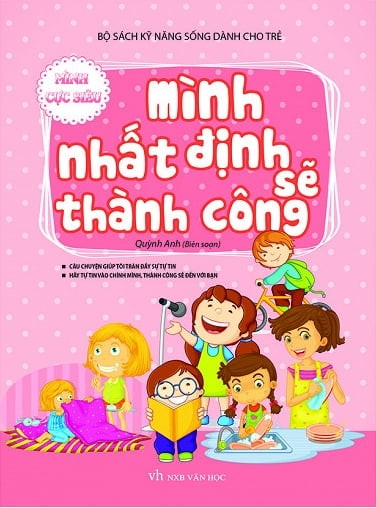 BỘ SÁCH KỸ NĂNG SỐNG DÀNH CHO TRẺ
MÌNH
CỰC SIÊU
mình
nhất định
sẽ
thành công
Quỳnh Anh (Biên soạn)
CÂU CHUYỆN GIÚP TÔI TRÀN ĐẦY SỰ TỰ TIN
HÃY TỰ TIN VÀO CHÍNH MÌNH, THÀNH CÔNG SẼ ĐẾN VỚI BẠN
vh NXB VĂN HỌC